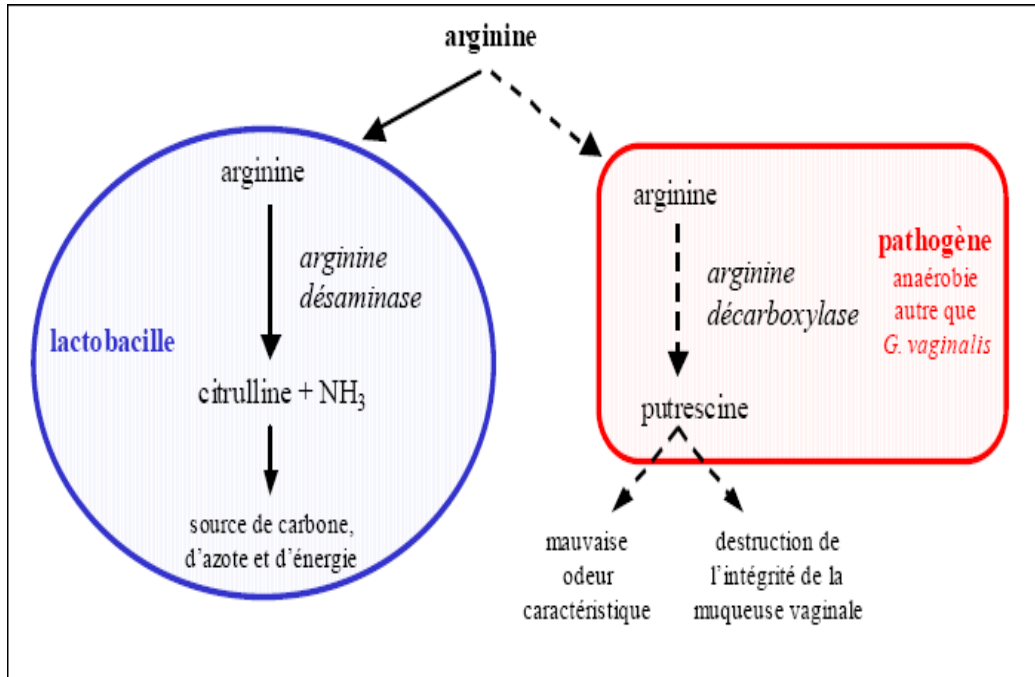 arginine
arginine
arginine
désaminase
lactobacille
citrulline + NH₃
source de carbone,
d'azote et d'énergie
arginine
arginine
décarboxylase
pathogène
anaérobie
autre que
G. vaginalis
putrescine
mauvaise
odeur
caractéristique
destruction de
l'intégrité de la
muqueuse vaginale